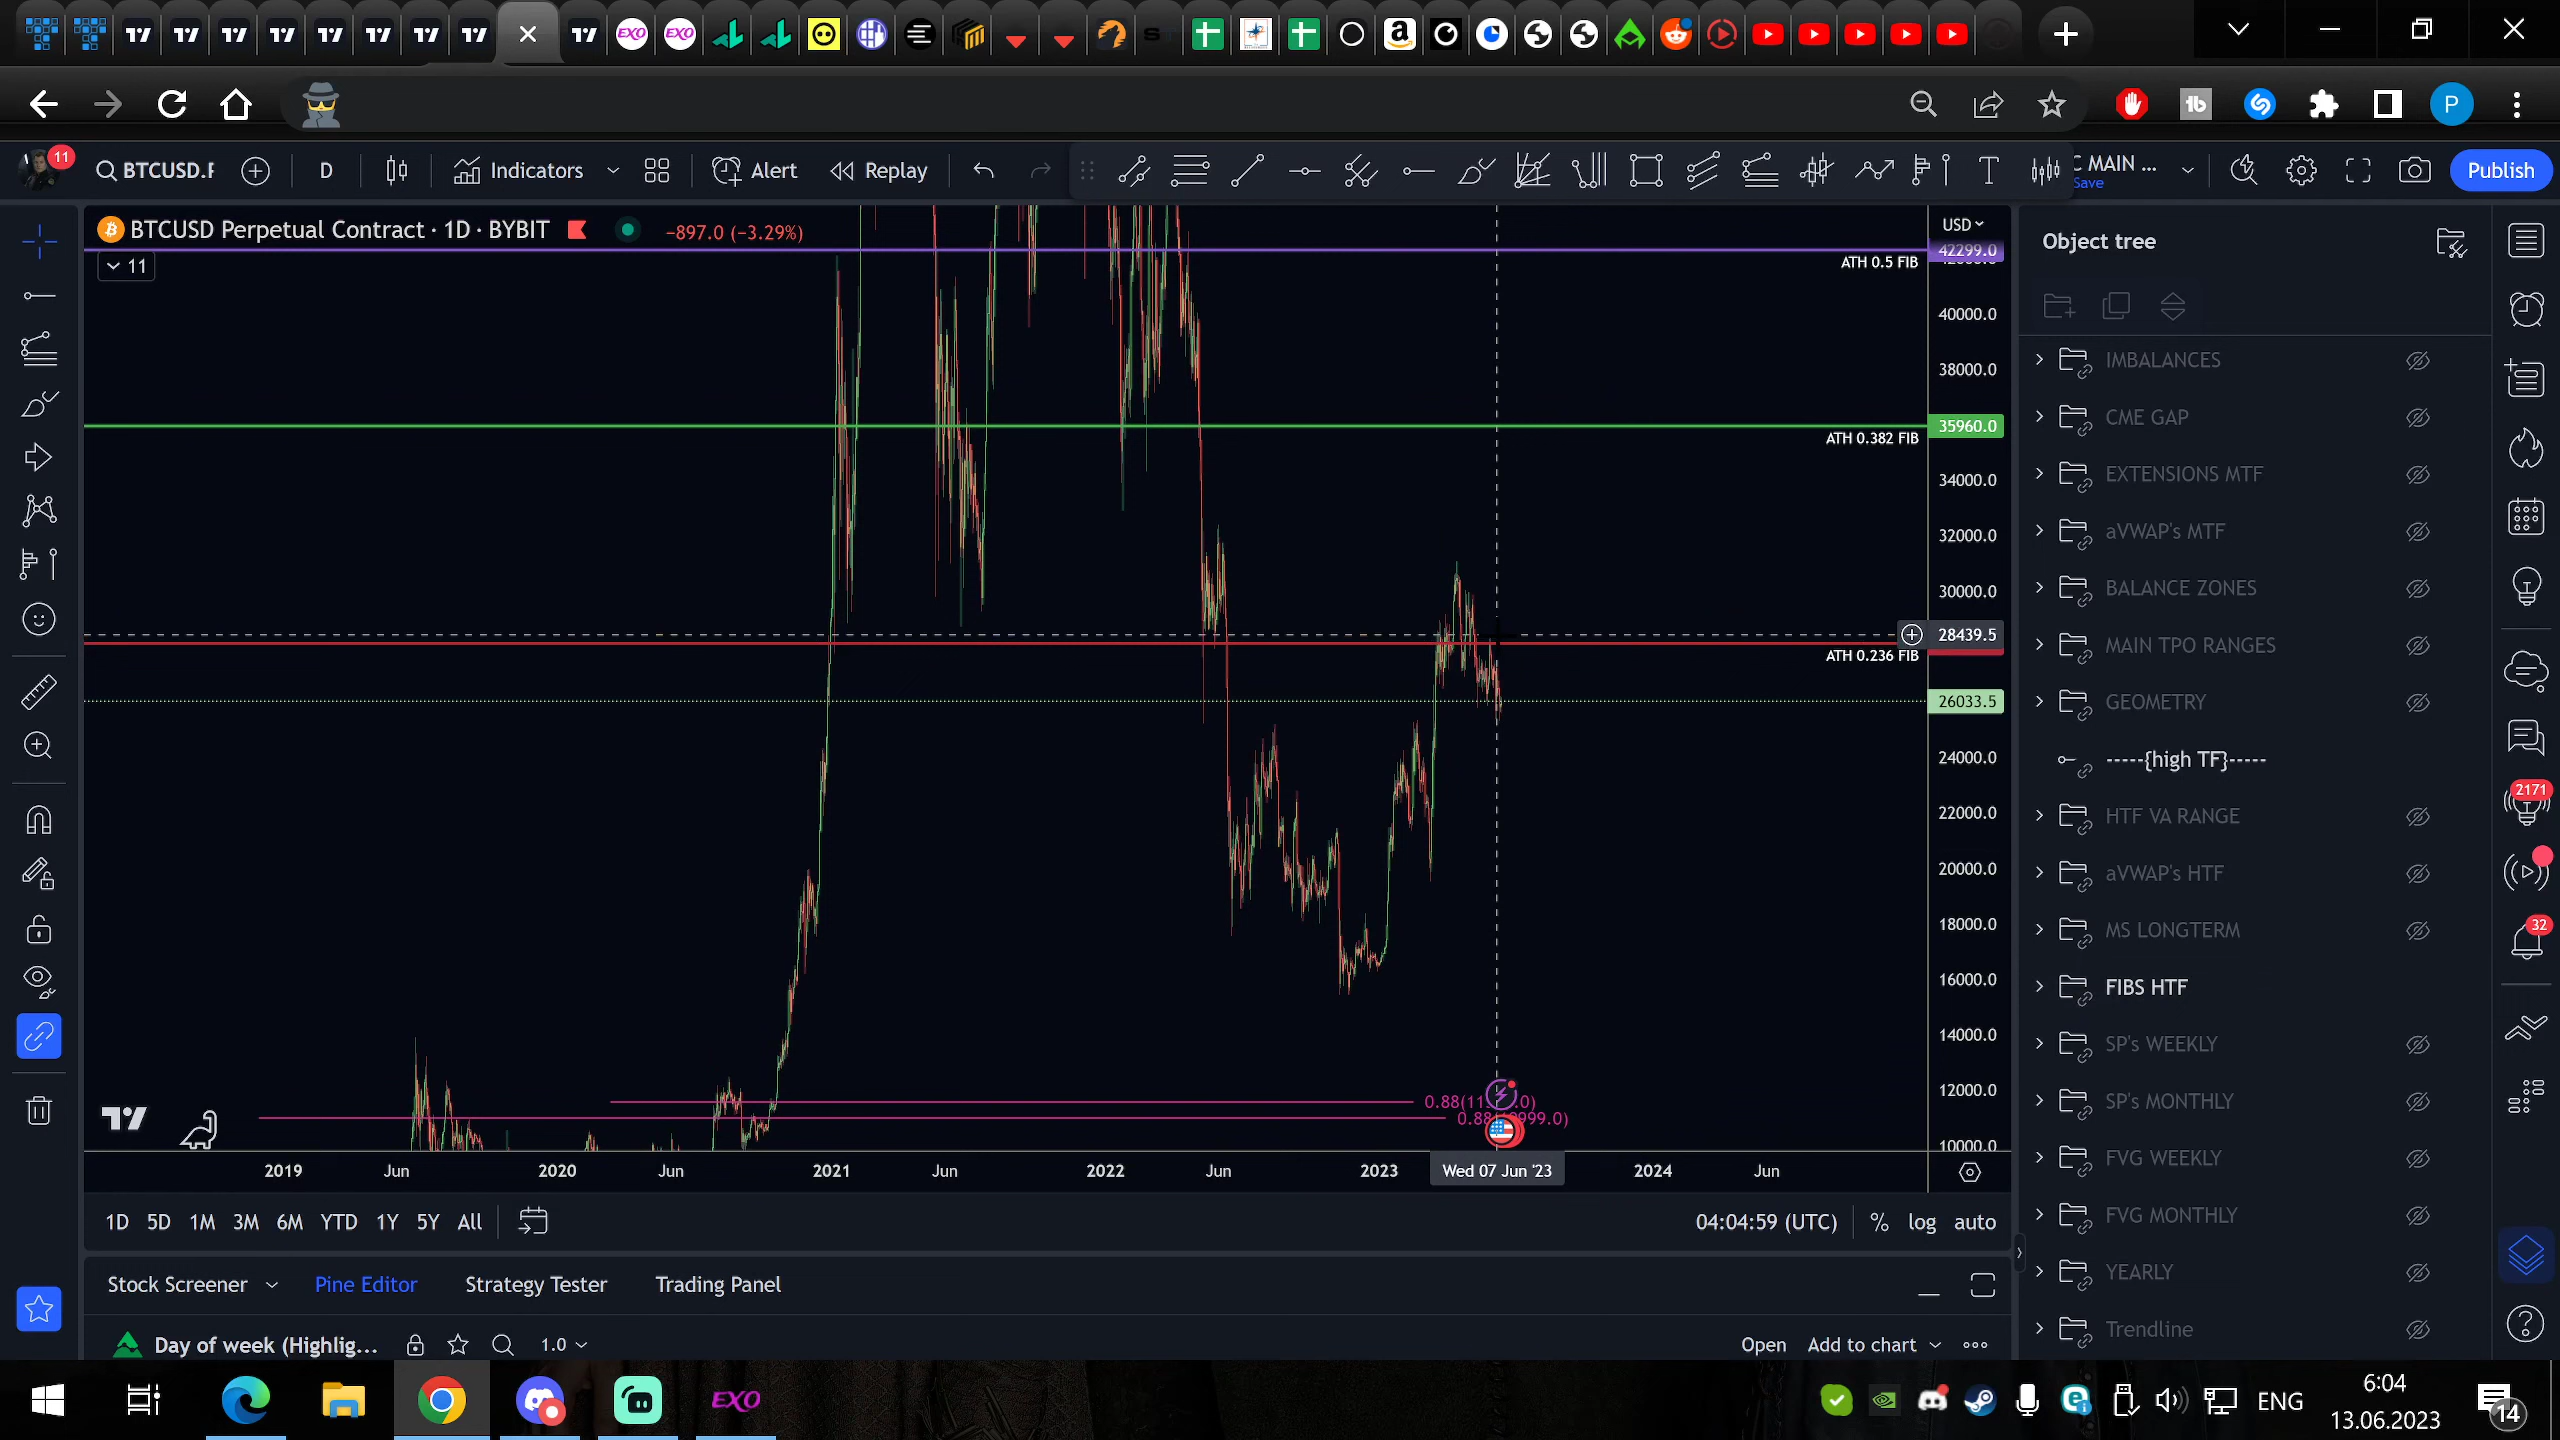 EXO EXO
P
11
BTCUSD.F
D
Indicators
Alert
Replay
C MAIN ...
Save
Publish
BTCUSD Perpetual Contract · 1D · BYBIT
−897.0 (−3.29%)
11
USD
42299.0
ATH 0.5 FIB
40000.0
38000.0
35960.0
ATH 0.382 FIB
34000.0
32000.0
30000.0
28439.5
ATH 0.236 FIB
26033.5
24000.0
22000.0
20000.0
18000.0
16000.0
14000.0
12000.0
10000.0
2019 Jun 2020 Jun 2021 Jun 2022 Jun 2023 Wed 07 Jun '23 2024 Jun
1D 5D 1M 3M 6M YTD 1Y 5Y All
04:04:59 (UTC) % log auto
Stock Screener Pine Editor Strategy Tester Trading Panel
Day of week (Highlig... 1.0
Open Add to chart
Object tree
IMBALANCES
CME GAP
EXTENSIONS MTF
aVWAP's MTF
BALANCE ZONES
MAIN TPO RANGES
GEOMETRY
-----{high TF}-----
HTF VA RANGE
aVWAP's HTF
MS LONGTERM
FIBS HTF
SP's WEEKLY
SP's MONTHLY
FVG WEEKLY
FVG MONTHLY
YEARLY
Trendline
2171
32
EXO
ENG
6:04
13.06.2023
14